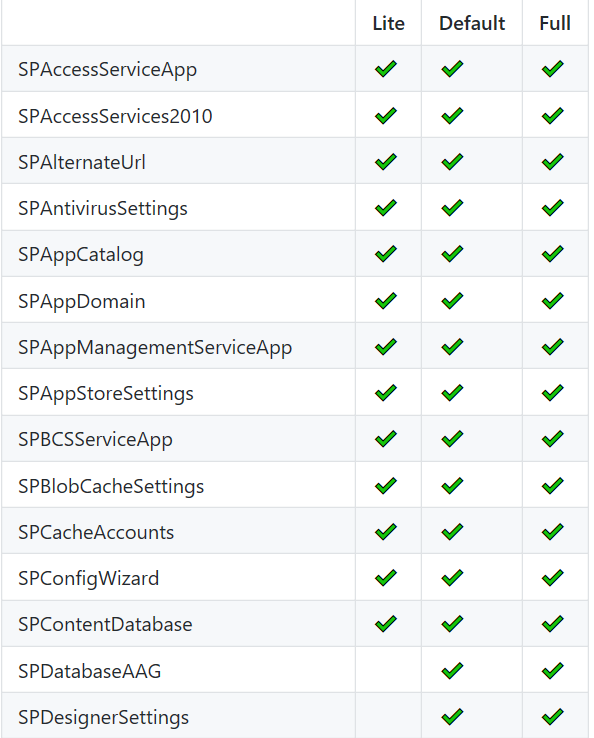 Lite Default Full
SPAccessServiceApp ✔ ✔ ✔
SPAccessServices2010 ✔ ✔ ✔
SPAlternateUrl ✔ ✔ ✔
SPAntivirusSettings ✔ ✔ ✔
SPAppCatalog ✔ ✔ ✔
SPAppDomain ✔ ✔ ✔
SPAppManagementServiceApp ✔ ✔ ✔
SPAppStoreSettings ✔ ✔ ✔
SPBCSServiceApp ✔ ✔ ✔
SPBlobCacheSettings ✔ ✔ ✔
SPCacheAccounts ✔ ✔ ✔
SPConfigWizard ✔ ✔ ✔
SPContentDatabase ✔ ✔ ✔
SPDatabaseAAG ✔ ✔
SPDesignerSettings ✔ ✔